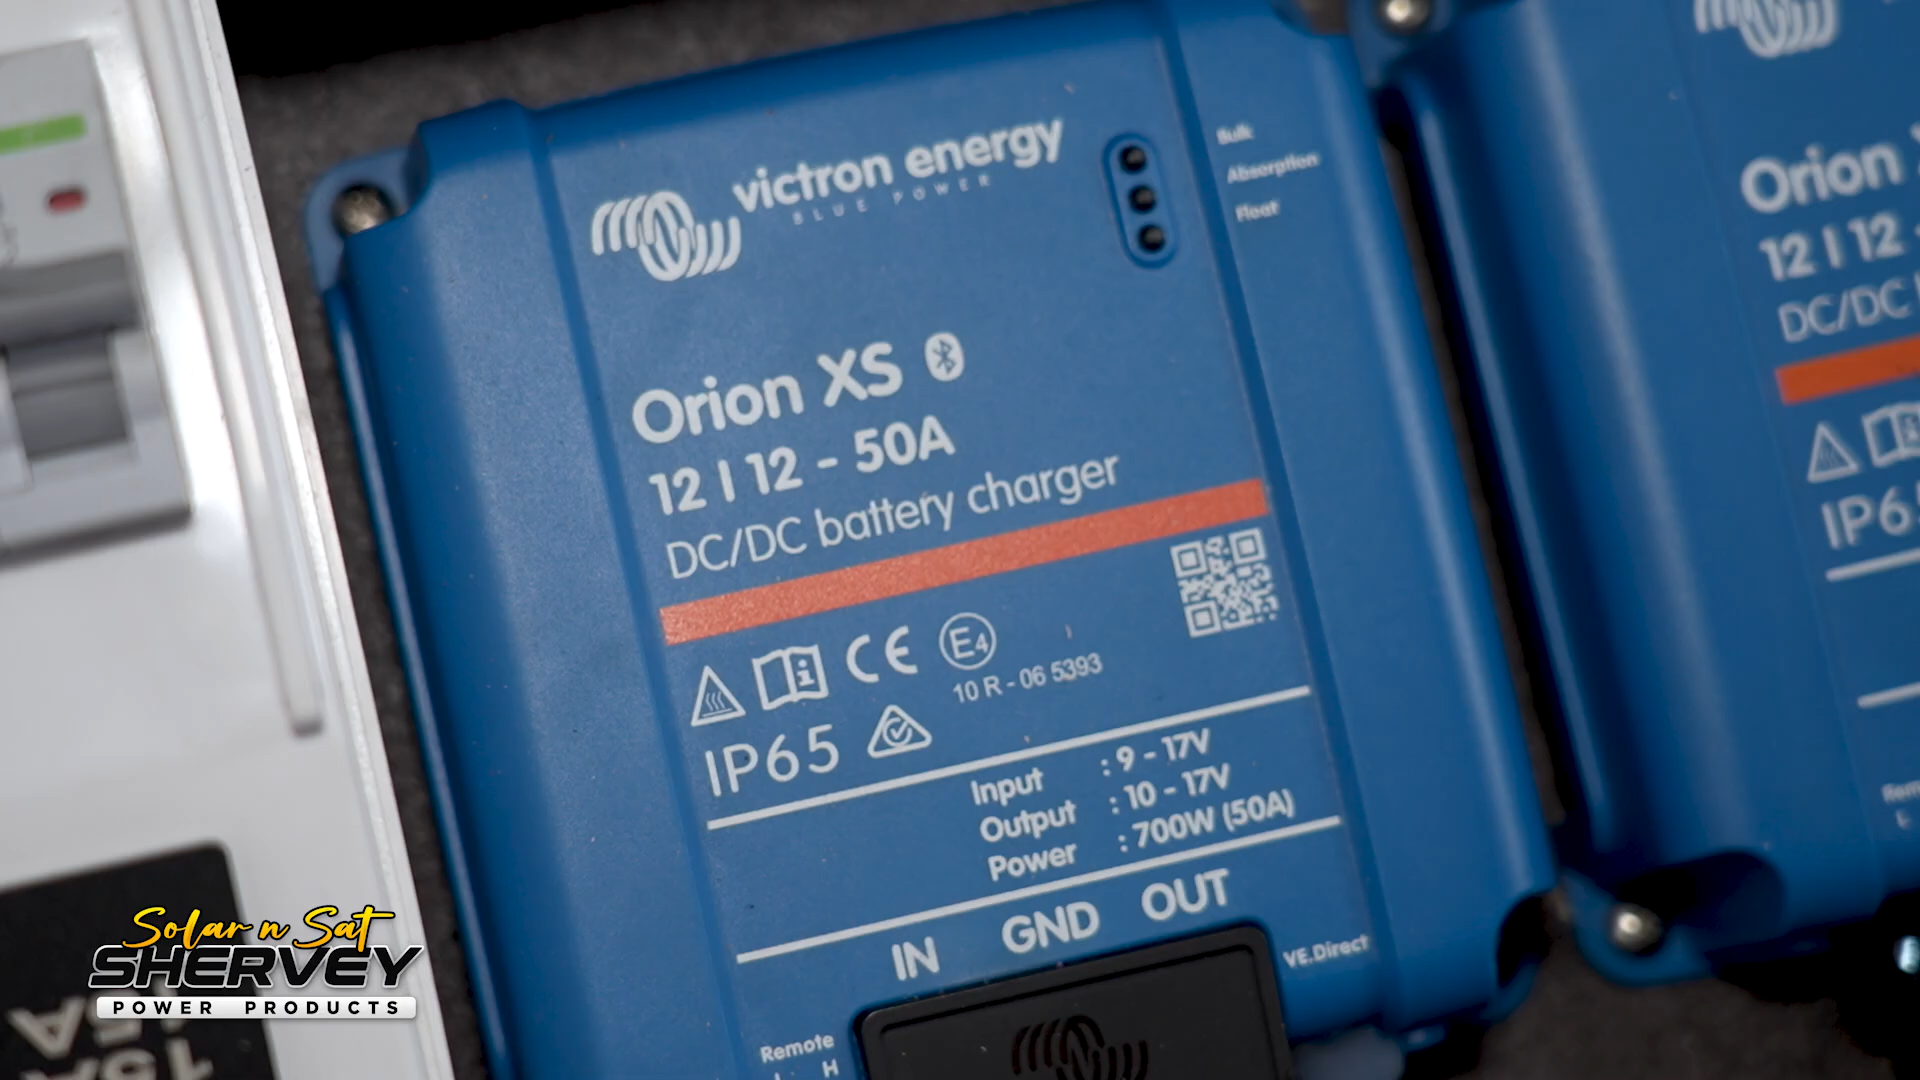 victron energy
BLUE POWER
Bulk
Absorption
Float
Orion XS
12 | 12 - 50A
DC/DC battery charger
CE E4
10 R - 06 5393
IP65
Input : 9 - 17V
Output : 10 - 17V
Power : 700W (50A)
IN GND OUT
VE.Direct
Remote
L H
Orion
12 | 12 -
DC/DC
IP6
Solar n Sat
SHERVEY
POWER PRODUCTS
15A